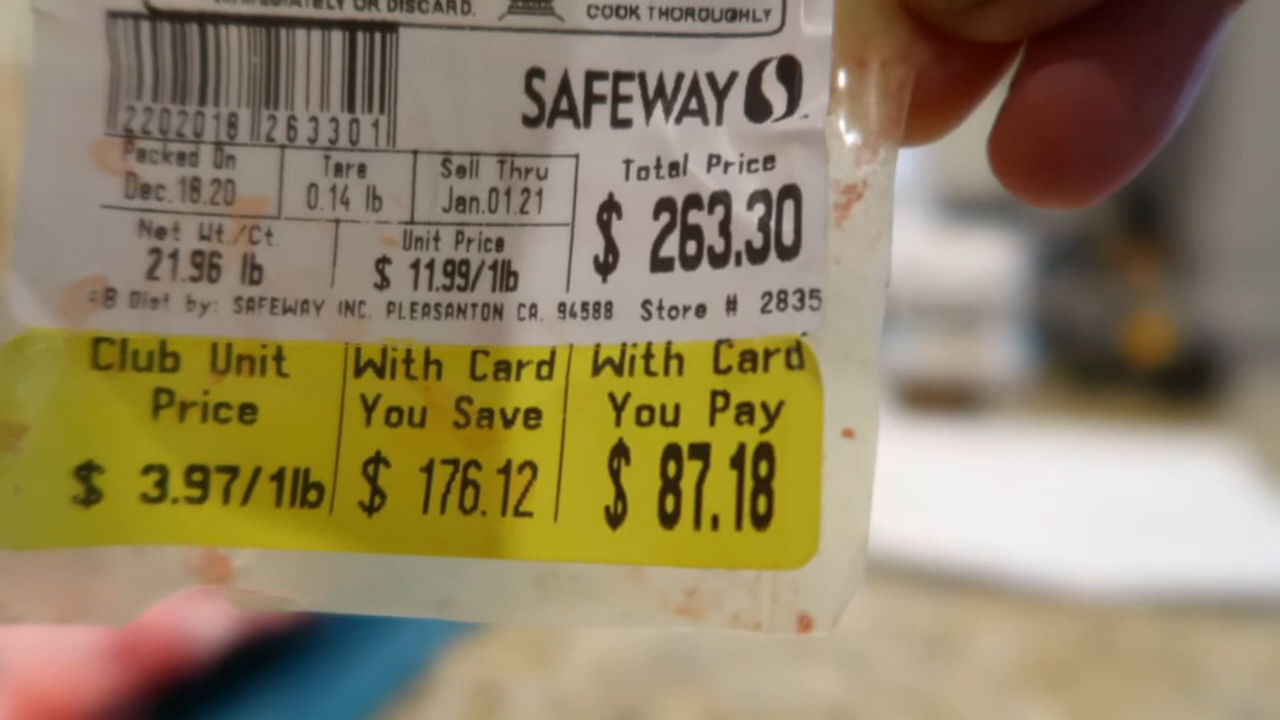 IMMEDIATELY OR DISCARD.
COOK THOROUGHLY
SAFEWAY
2202018 263301
Packed On
Dec.18.20
Tare
0.14 lb
Sell Thru
Jan.01.21
Total Price
$ 263.30
Net Wt./Ct.
21.96 lb
Unit Price
$ 11.99/1lb
Dist by: SAFEWAY INC. PLEASANTON CA. 94588 Store # 2835
Club Unit
Price
$ 3.97/1lb
With Card
You Save
$ 176.12
With Card
You Pay
$ 87.18